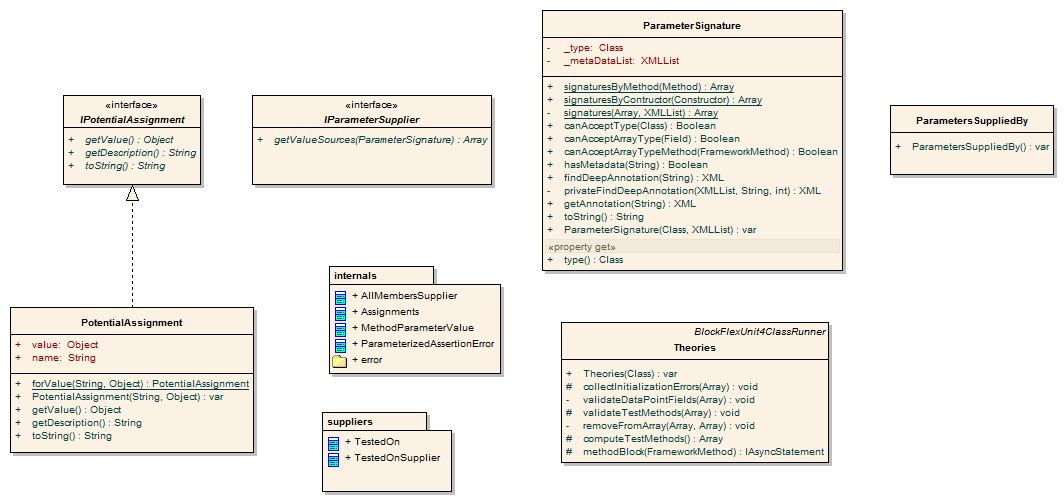 «interface»
IPotentialAssignment
+ getValue() : Object
+ getDescription() : String
+ toString() : String
«interface»
IParameterSupplier
+ getValueSources(ParameterSignature) : Array
ParameterSignature
- _type: Class
- _metaDataList: XMLList
+ signaturesByMethod(Method) : Array
+ signaturesByContructor(Constructor) : Array
- signatures(Array, XMLList) : Array
+ canAcceptType(Class) : Boolean
+ canAcceptArrayType(Field) : Boolean
+ canAcceptArrayTypeMethod(FrameworkMethod) : Boolean
+ hasMetadata(String) : Boolean
+ findDeepAnnotation(String) : XML
- privateFindDeepAnnotation(XMLList, String, int) : XML
+ getAnnotation(String) : XML
+ toString() : String
+ ParameterSignature(Class, XMLList) : var
«property get»
+ type() : Class
ParametersSuppliedBy
+ ParametersSuppliedBy() : var
PotentialAssignment
+ value: Object
+ name: String
+ forValue(String, Object) : PotentialAssignment
+ PotentialAssignment(String, Object) : var
+ getValue() : Object
+ getDescription() : String
+ toString() : String
internals
+ AllMembersSupplier
+ Assignments
+ MethodParameterValue
+ ParameterizedAssertionError
+ error
suppliers
+ TestedOn
+ TestedOnSupplier
BlockFlexUnit4ClassRunner
Theories
+ Theories(Class) : var
# collectInitializationErrors(Array) : void
- validateDataPointFields(Array) : void
# validateTestMethods(Array) : void
- removeFromArray(Array, Array) : void
# computeTestMethods() : Array
# methodBlock(FrameworkMethod) : IAsyncStatement